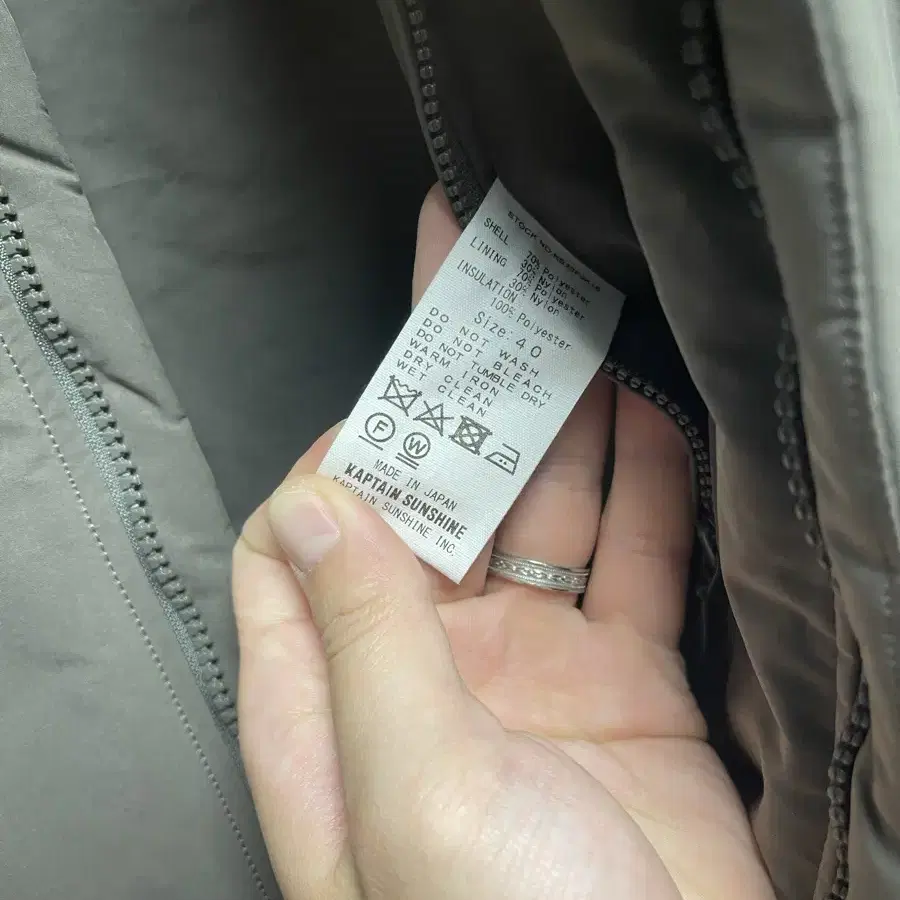 STOCK NO
SHELL 70% Polyester
30% Nylon
LINING 70% Polyester
30% Nylon
INSULATION
100% Polyester
Size: 40
DO NOT WASH
DO NOT BLEACH
DO NOT TUMBLE DRY
WARM IRON
DRY CLEAN
WET CLEAN
F W
MADE IN JAPAN
KAPTAIN SUNSHINE
KAPTAIN SUNSHINE INC.